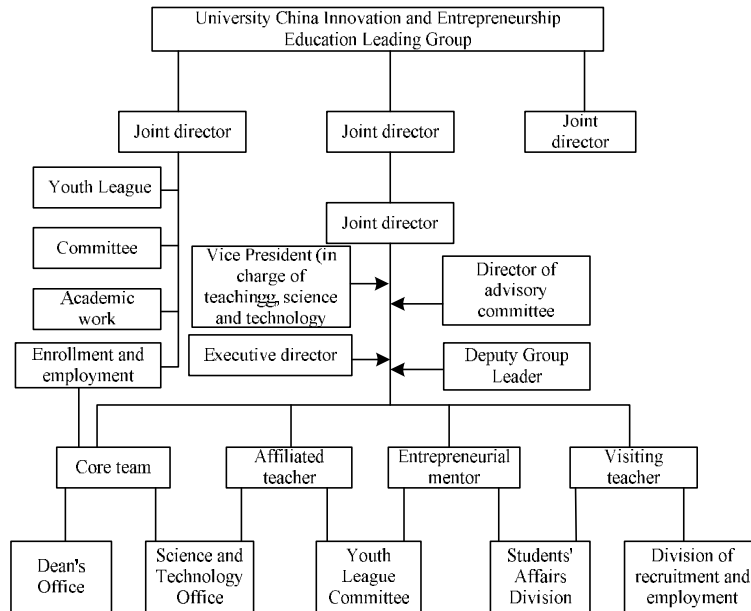 University China Innovation and Entrepreneurship
Education Leading Group
Joint director
Joint director
Joint
director
Youth League
Joint director
Committee
Vice President (in
charge of
teachingg, science
and technology
Director of
advisory
committee
Academic
work
Enrollment and
employment
Executive director
Deputy Group
Leader
Core team
Affiliated
teacher
Entrepreneurial
mentor
Visiting
teacher
Dean's
Office
Science and
Technology
Office
Youth
League
Committee
Students'
Affairs
Division
Division of
recruitment and
employment